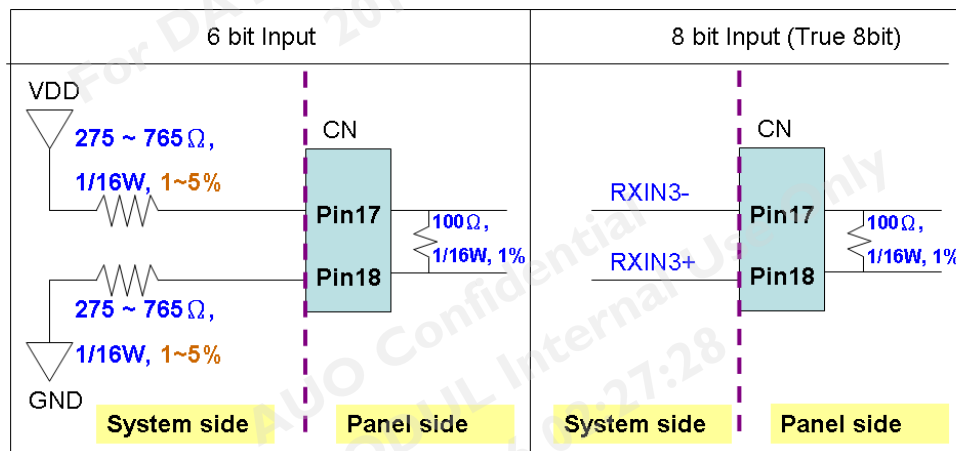 6 bit Input
8 bit Input (True 8bit)
VDD
275 ~ 765Ω,
1/16W, 1~5%
CN
Pin17
Pin18
100Ω,
1/16W, 1%
275 ~ 765Ω,
1/16W, 1~5%
GND
System side
Panel side
RXIN3-
RXIN3+
CN
Pin17
Pin18
100Ω,
1/16W, 1%
System side
Panel side
AUO Confidential
Internal Use Only